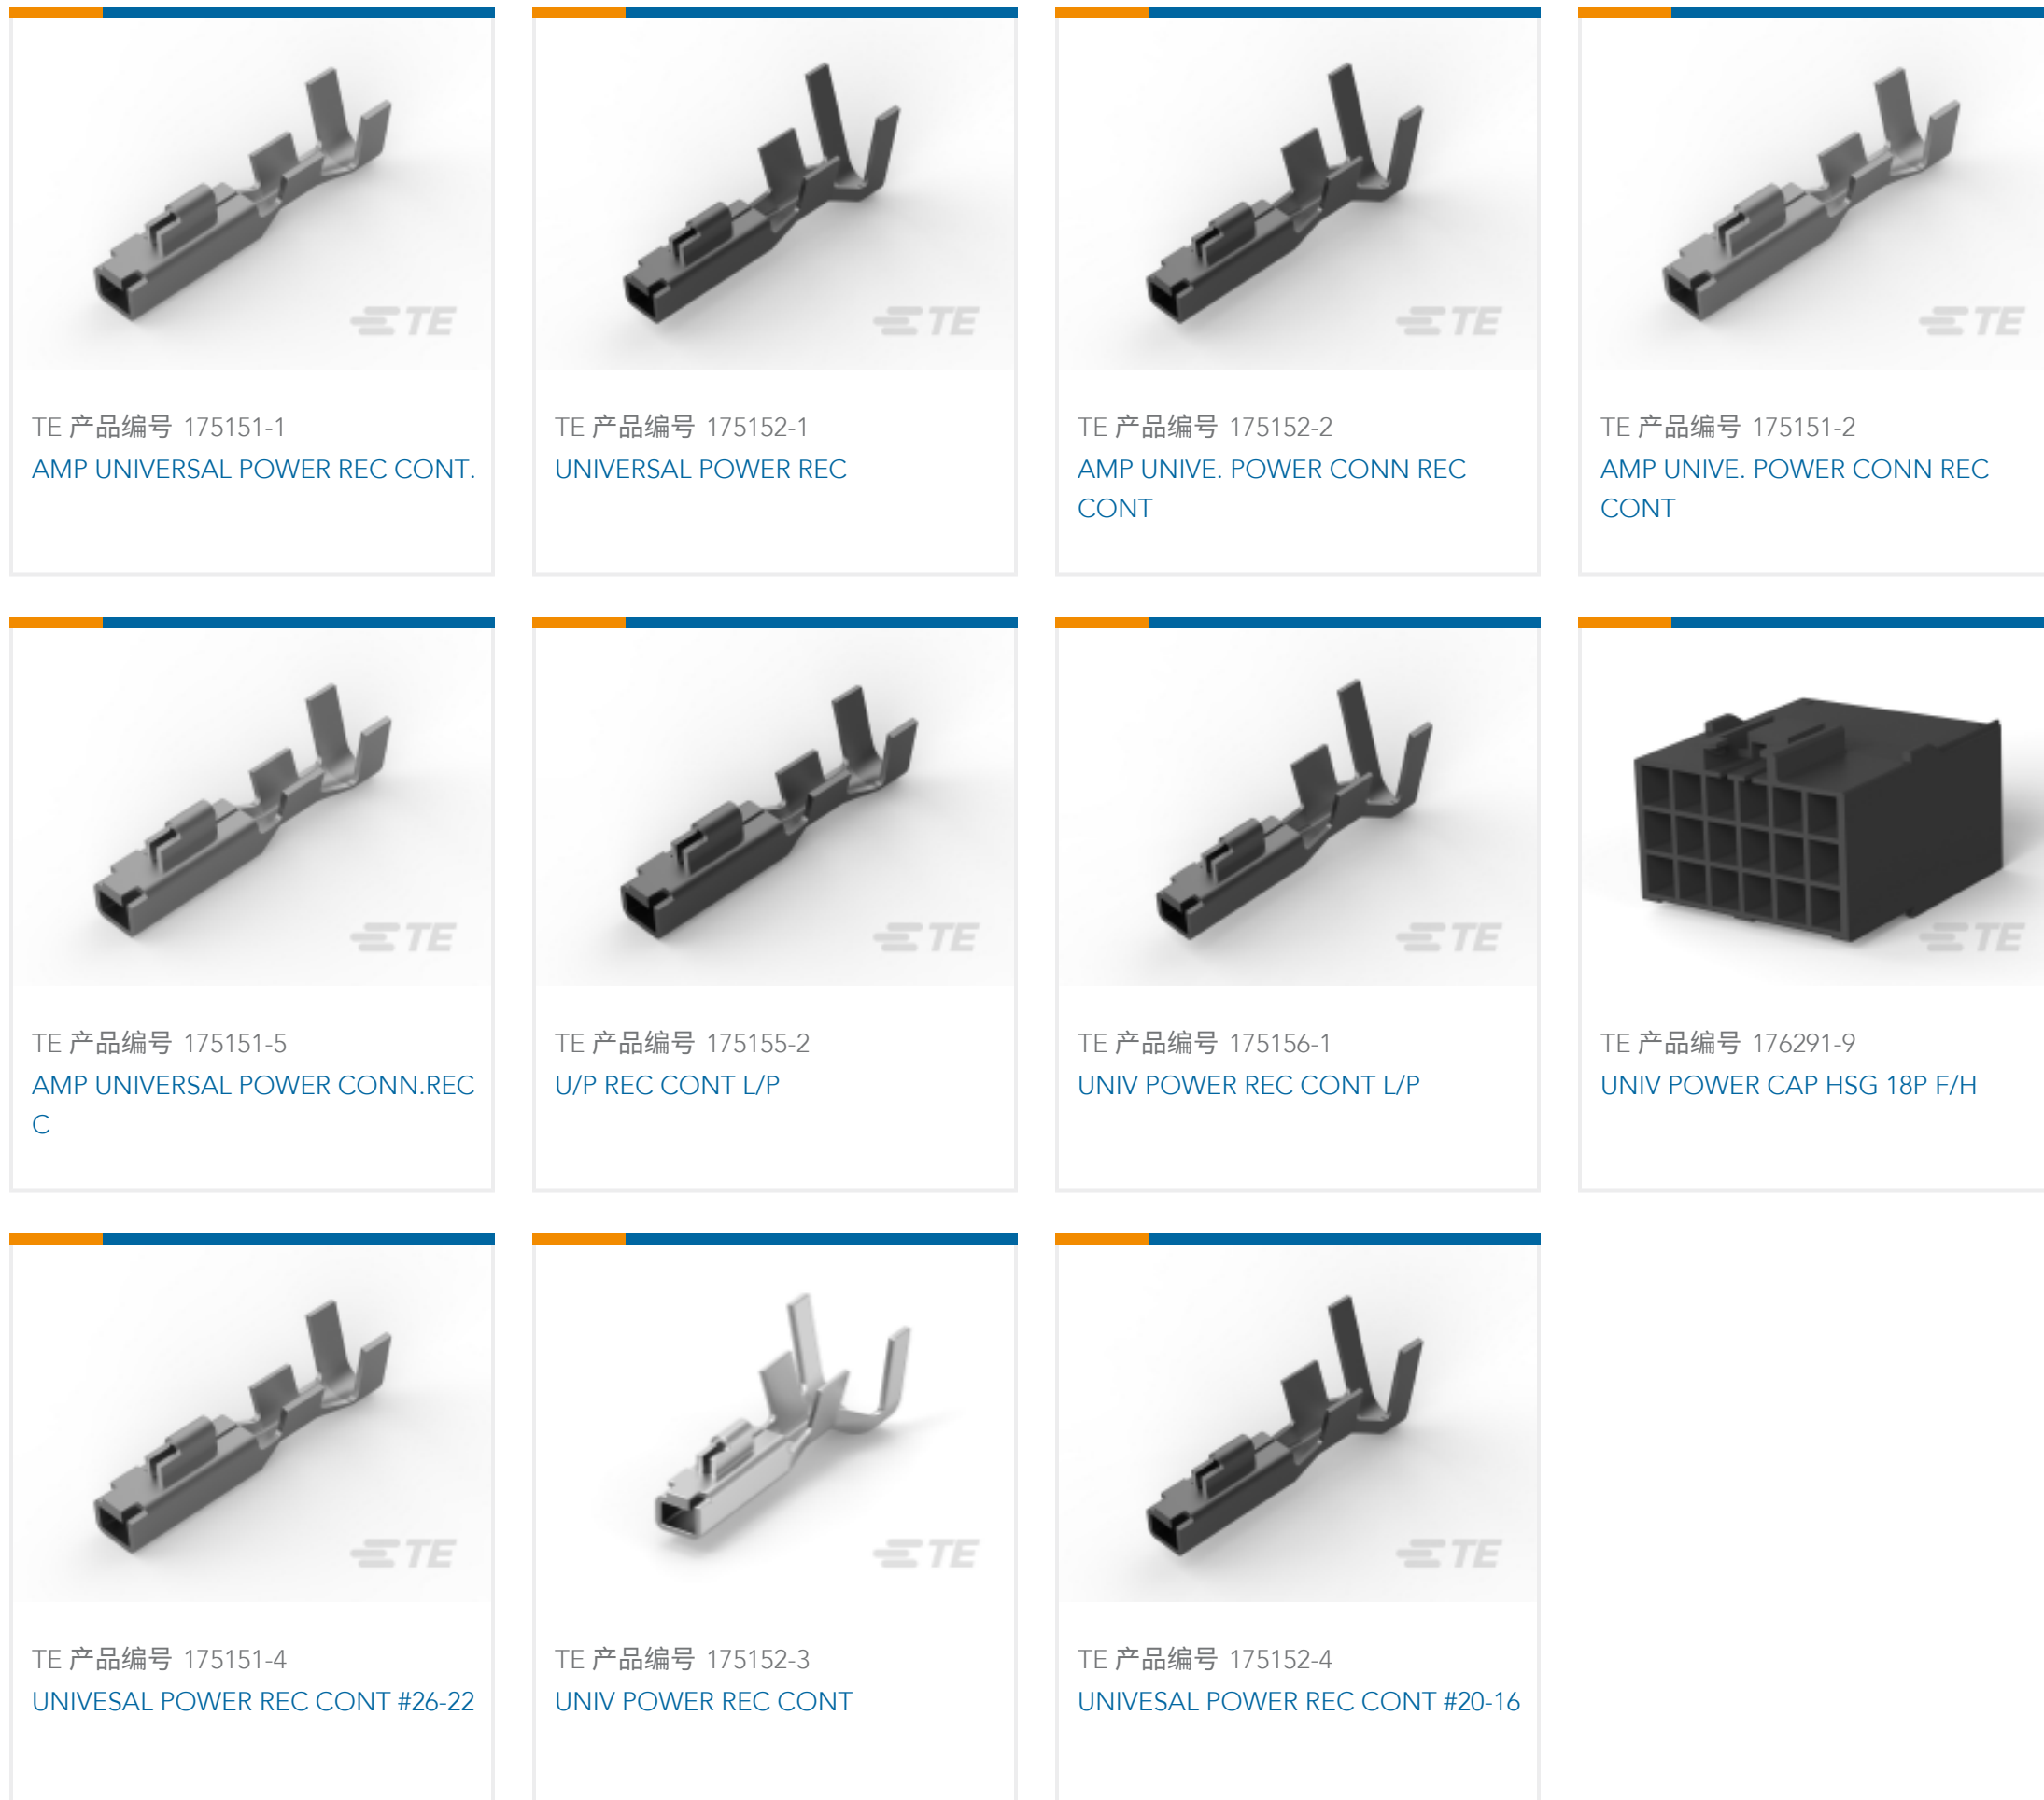 TE
TE
TE
TE
TE 产品编号 175151-1
AMP UNIVERSAL POWER REC CONT.
TE 产品编号 175152-1
UNIVERSAL POWER REC
TE 产品编号 175152-2
AMP UNIVE. POWER CONN REC
CONT
TE 产品编号 175151-2
AMP UNIVE. POWER CONN REC
CONT
TE
TE
TE
TE
TE 产品编号 175151-5
AMP UNIVERSAL POWER CONN.REC
C
TE 产品编号 175155-2
U/P REC CONT L/P
TE 产品编号 175156-1
UNIV POWER REC CONT L/P
TE 产品编号 176291-9
UNIV POWER CAP HSG 18P F/H
TE
TE
TE
TE 产品编号 175151-4
UNIVESAL POWER REC CONT #26-22
TE 产品编号 175152-3
UNIV POWER REC CONT
TE 产品编号 175152-4
UNIVESAL POWER REC CONT #20-16